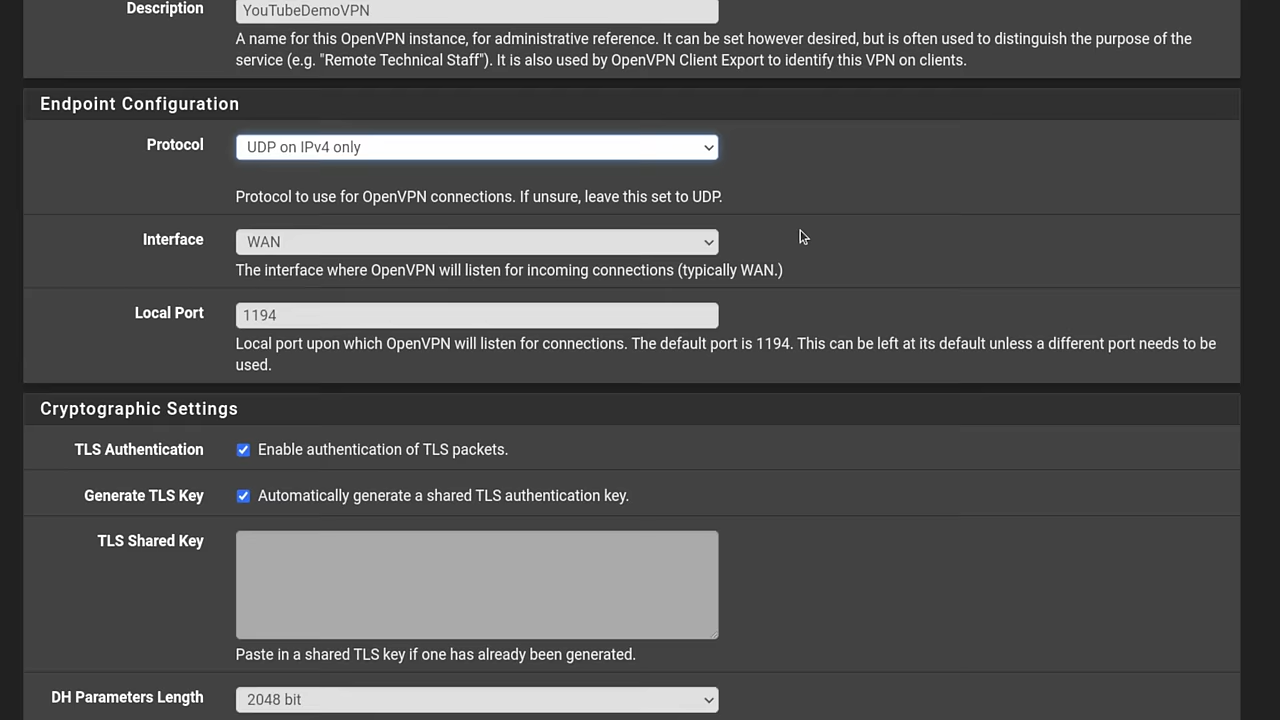 Description
YouTubeDemoVPN
A name for this OpenVPN instance, for administrative reference. It can be set however desired, but is often used to distinguish the purpose of the
service (e.g. "Remote Technical Staff"). It is also used by OpenVPN Client Export to identify this VPN on clients.
Endpoint Configuration
Protocol
UDP on IPv4 only
Protocol to use for OpenVPN connections. If unsure, leave this set to UDP.
Interface
WAN
The interface where OpenVPN will listen for incoming connections (typically WAN.)
Local Port
1194
Local port upon which OpenVPN will listen for connections. The default port is 1194. This can be left at its default unless a different port needs to be
used.
Cryptographic Settings
TLS Authentication
Enable authentication of TLS packets.
Generate TLS Key
Automatically generate a shared TLS authentication key.
TLS Shared Key
Paste in a shared TLS key if one has already been generated.
DH Parameters Length
2048 bit